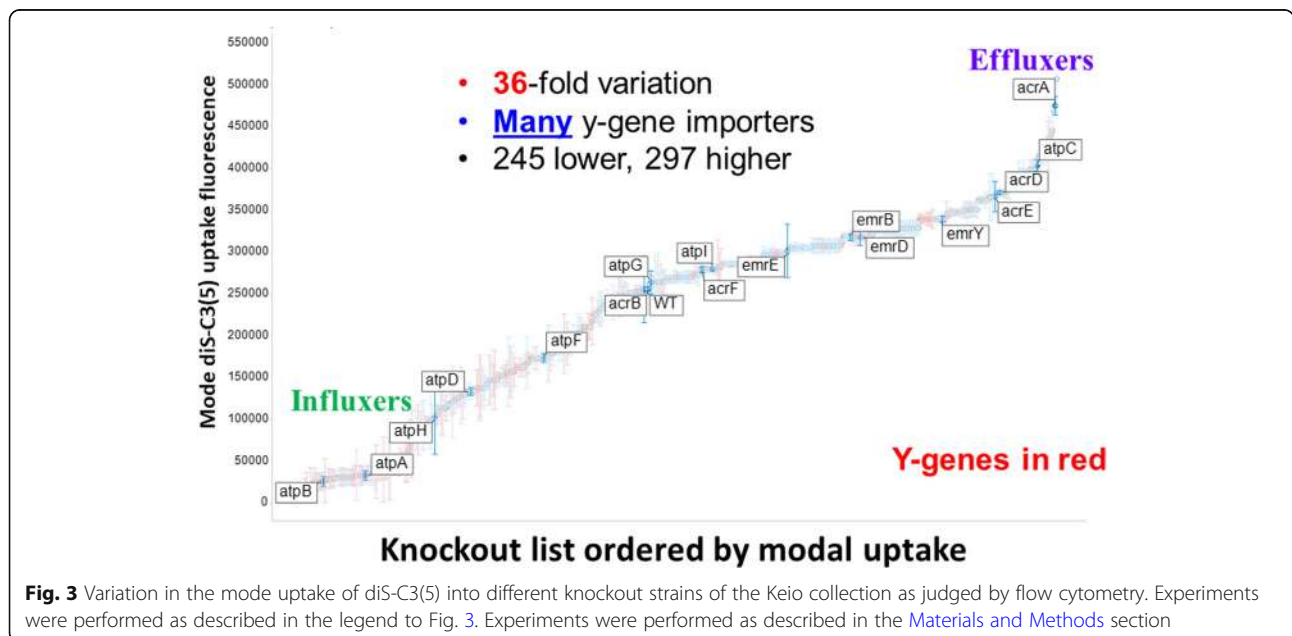 Mode diS-C3(5) uptake fluorescence
550000
500000
450000
400000
350000
300000
250000
200000
150000
100000
50000
0
• 36-fold variation
• Many y-gene importers
• 245 lower, 297 higher
Effluxers
acrA
atpC
acrD
acrE
emrB
emrD
emrY
atpI
emrE
atpG
acrF
acrB
WT
atpF
atpD
Influxers
atpH
atpA
atpB
Y-genes in red
Knockout list ordered by modal uptake
Fig. 3 Variation in the mode uptake of diS-C3(5) into different knockout strains of the Keio collection as judged by flow cytometry. Experiments
were performed as described in the legend to Fig. 3. Experiments were performed as described in the Materials and Methods section